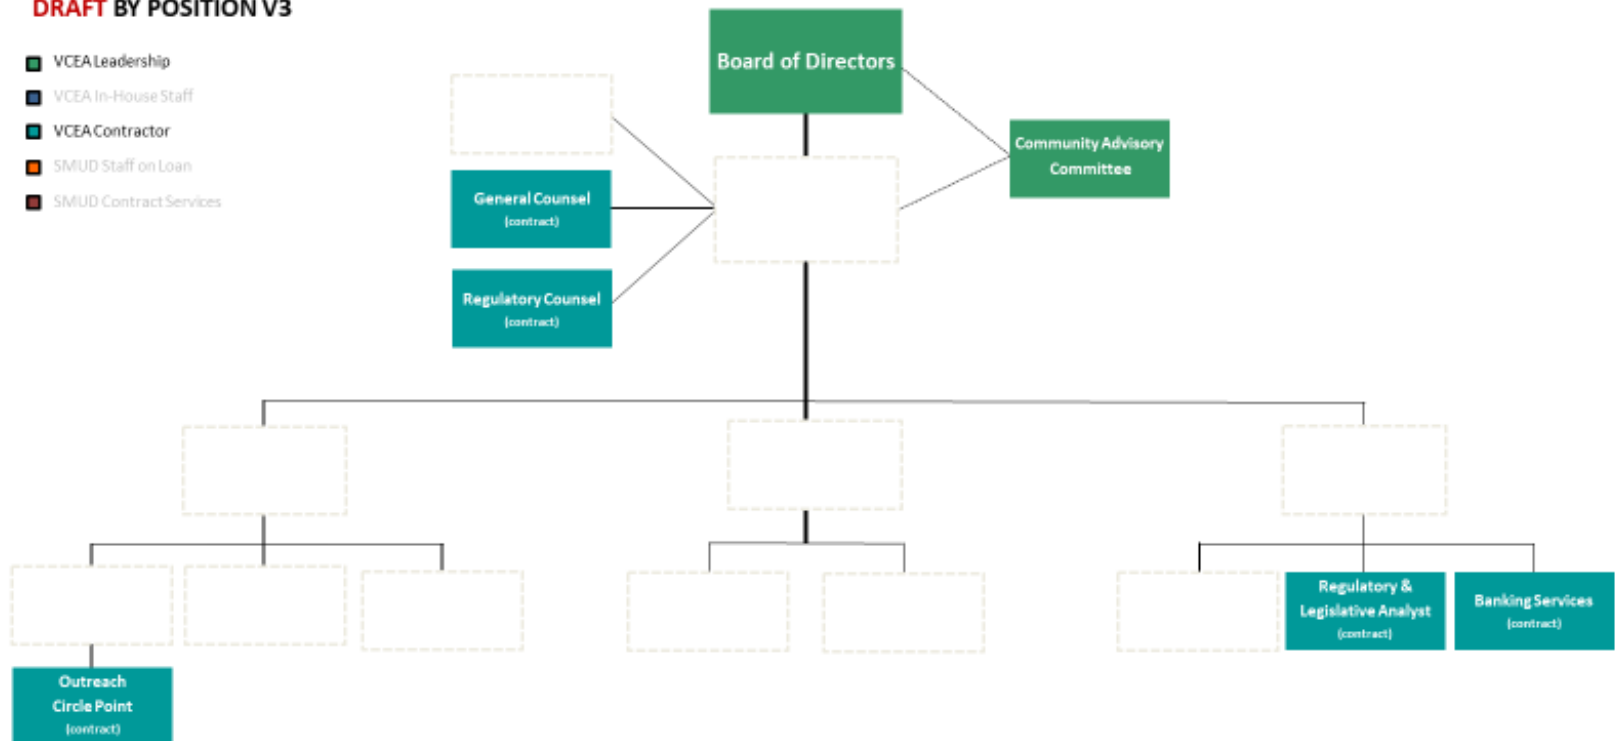 DRAFT BY POSITION V3
VCEA Leadership
VCEA In-House Staff
VCEA Contractor
SMUD Staff on Loan
SMUD Contract Services
Board of Directors
Community Advisory
Committee
General Counsel
(contract)
Regulatory Counsel
(contract)
Regulatory &
Legislative Analyst
(contract)
Banking Services
(contract)
Outreach
Circle Point
(contract)